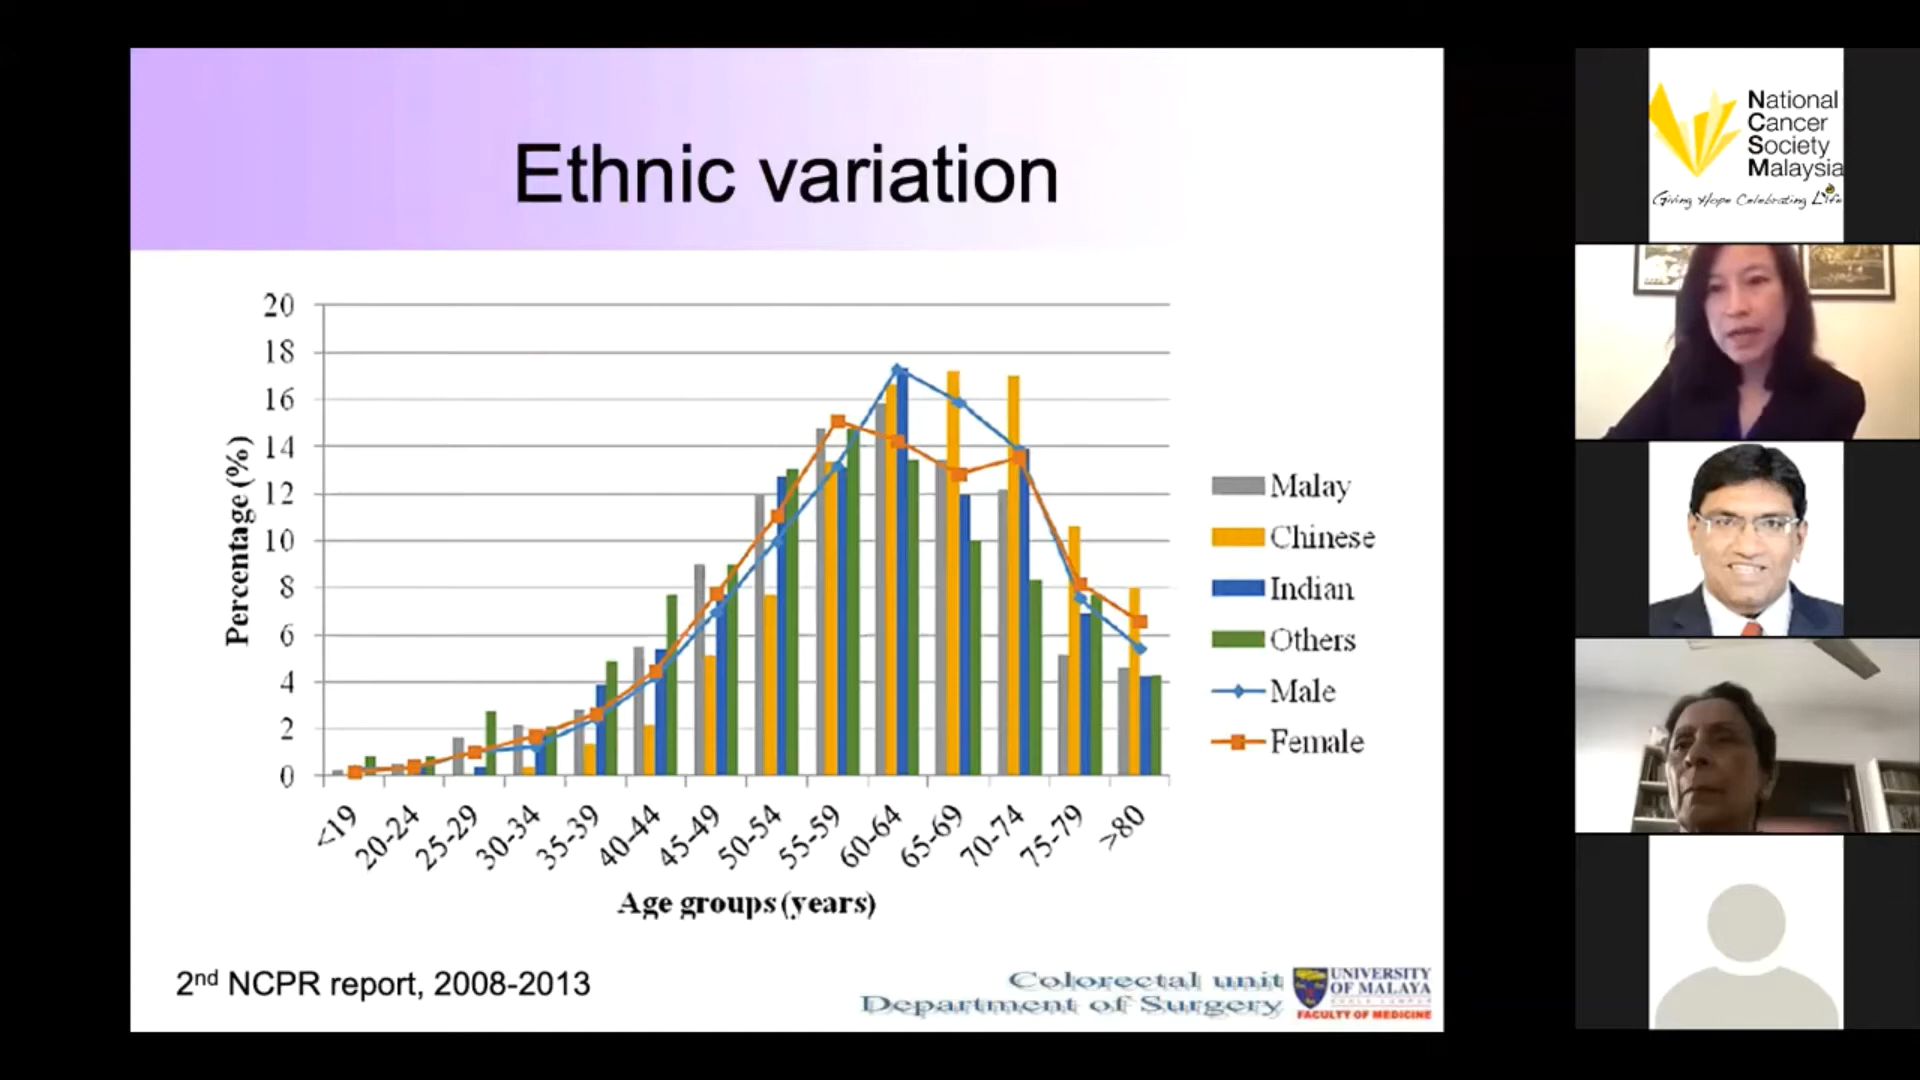 Ethnic variation
20
18
16
14
12
10
8
6
4
2
0
Percentage (%)
<19
20-24
25-29
30-34
35-39
40-44
45-49
50-54
55-59
60-64
65-69
70-74
75-79
>80
Age groups (years)
Malay
Chinese
Indian
Others
Male
Female
2nd NCPR report, 2008-2013
Colorectal unit
Department of Surgery
UNIVERSITY
OF MALAYA
FACULTY OF MEDICINE
National
Cancer
Society
Malaysia
Giving Hope Celebrating Life